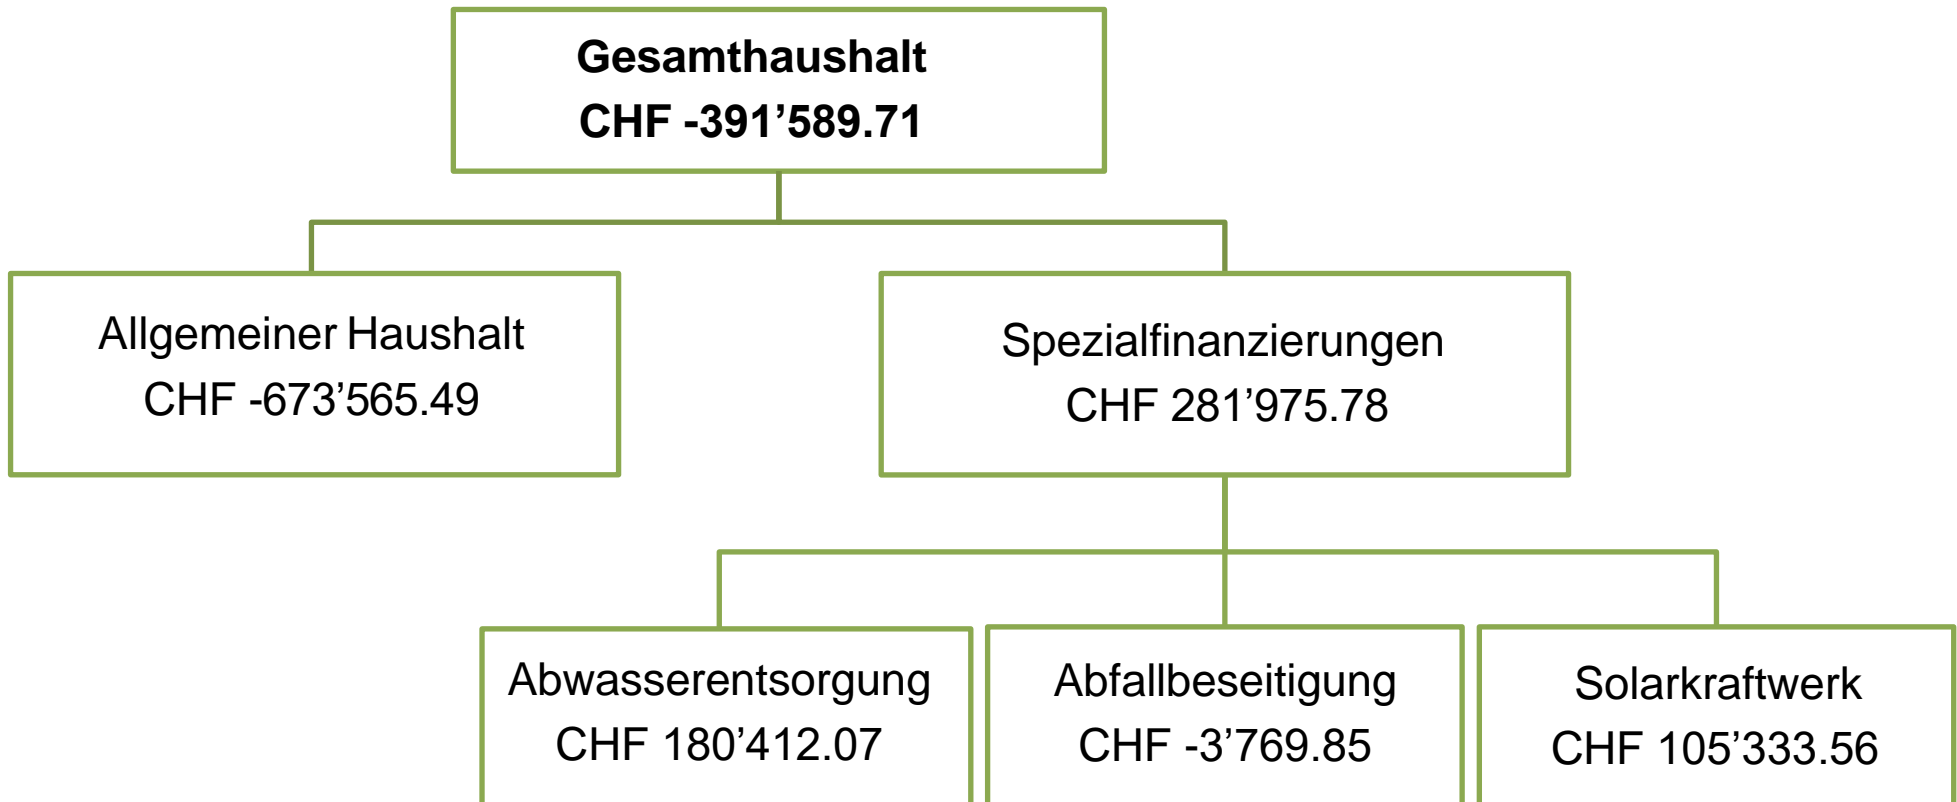 Gesamthaushalt
CHF -391’589.71
Allgemeiner Haushalt
CHF -673’565.49
Spezialfinanzierungen
CHF 281’975.78
Abwasserentsorgung
CHF 180’412.07
Abfallbeseitigung
CHF -3’769.85
Solarkraftwerk
CHF 105’333.56